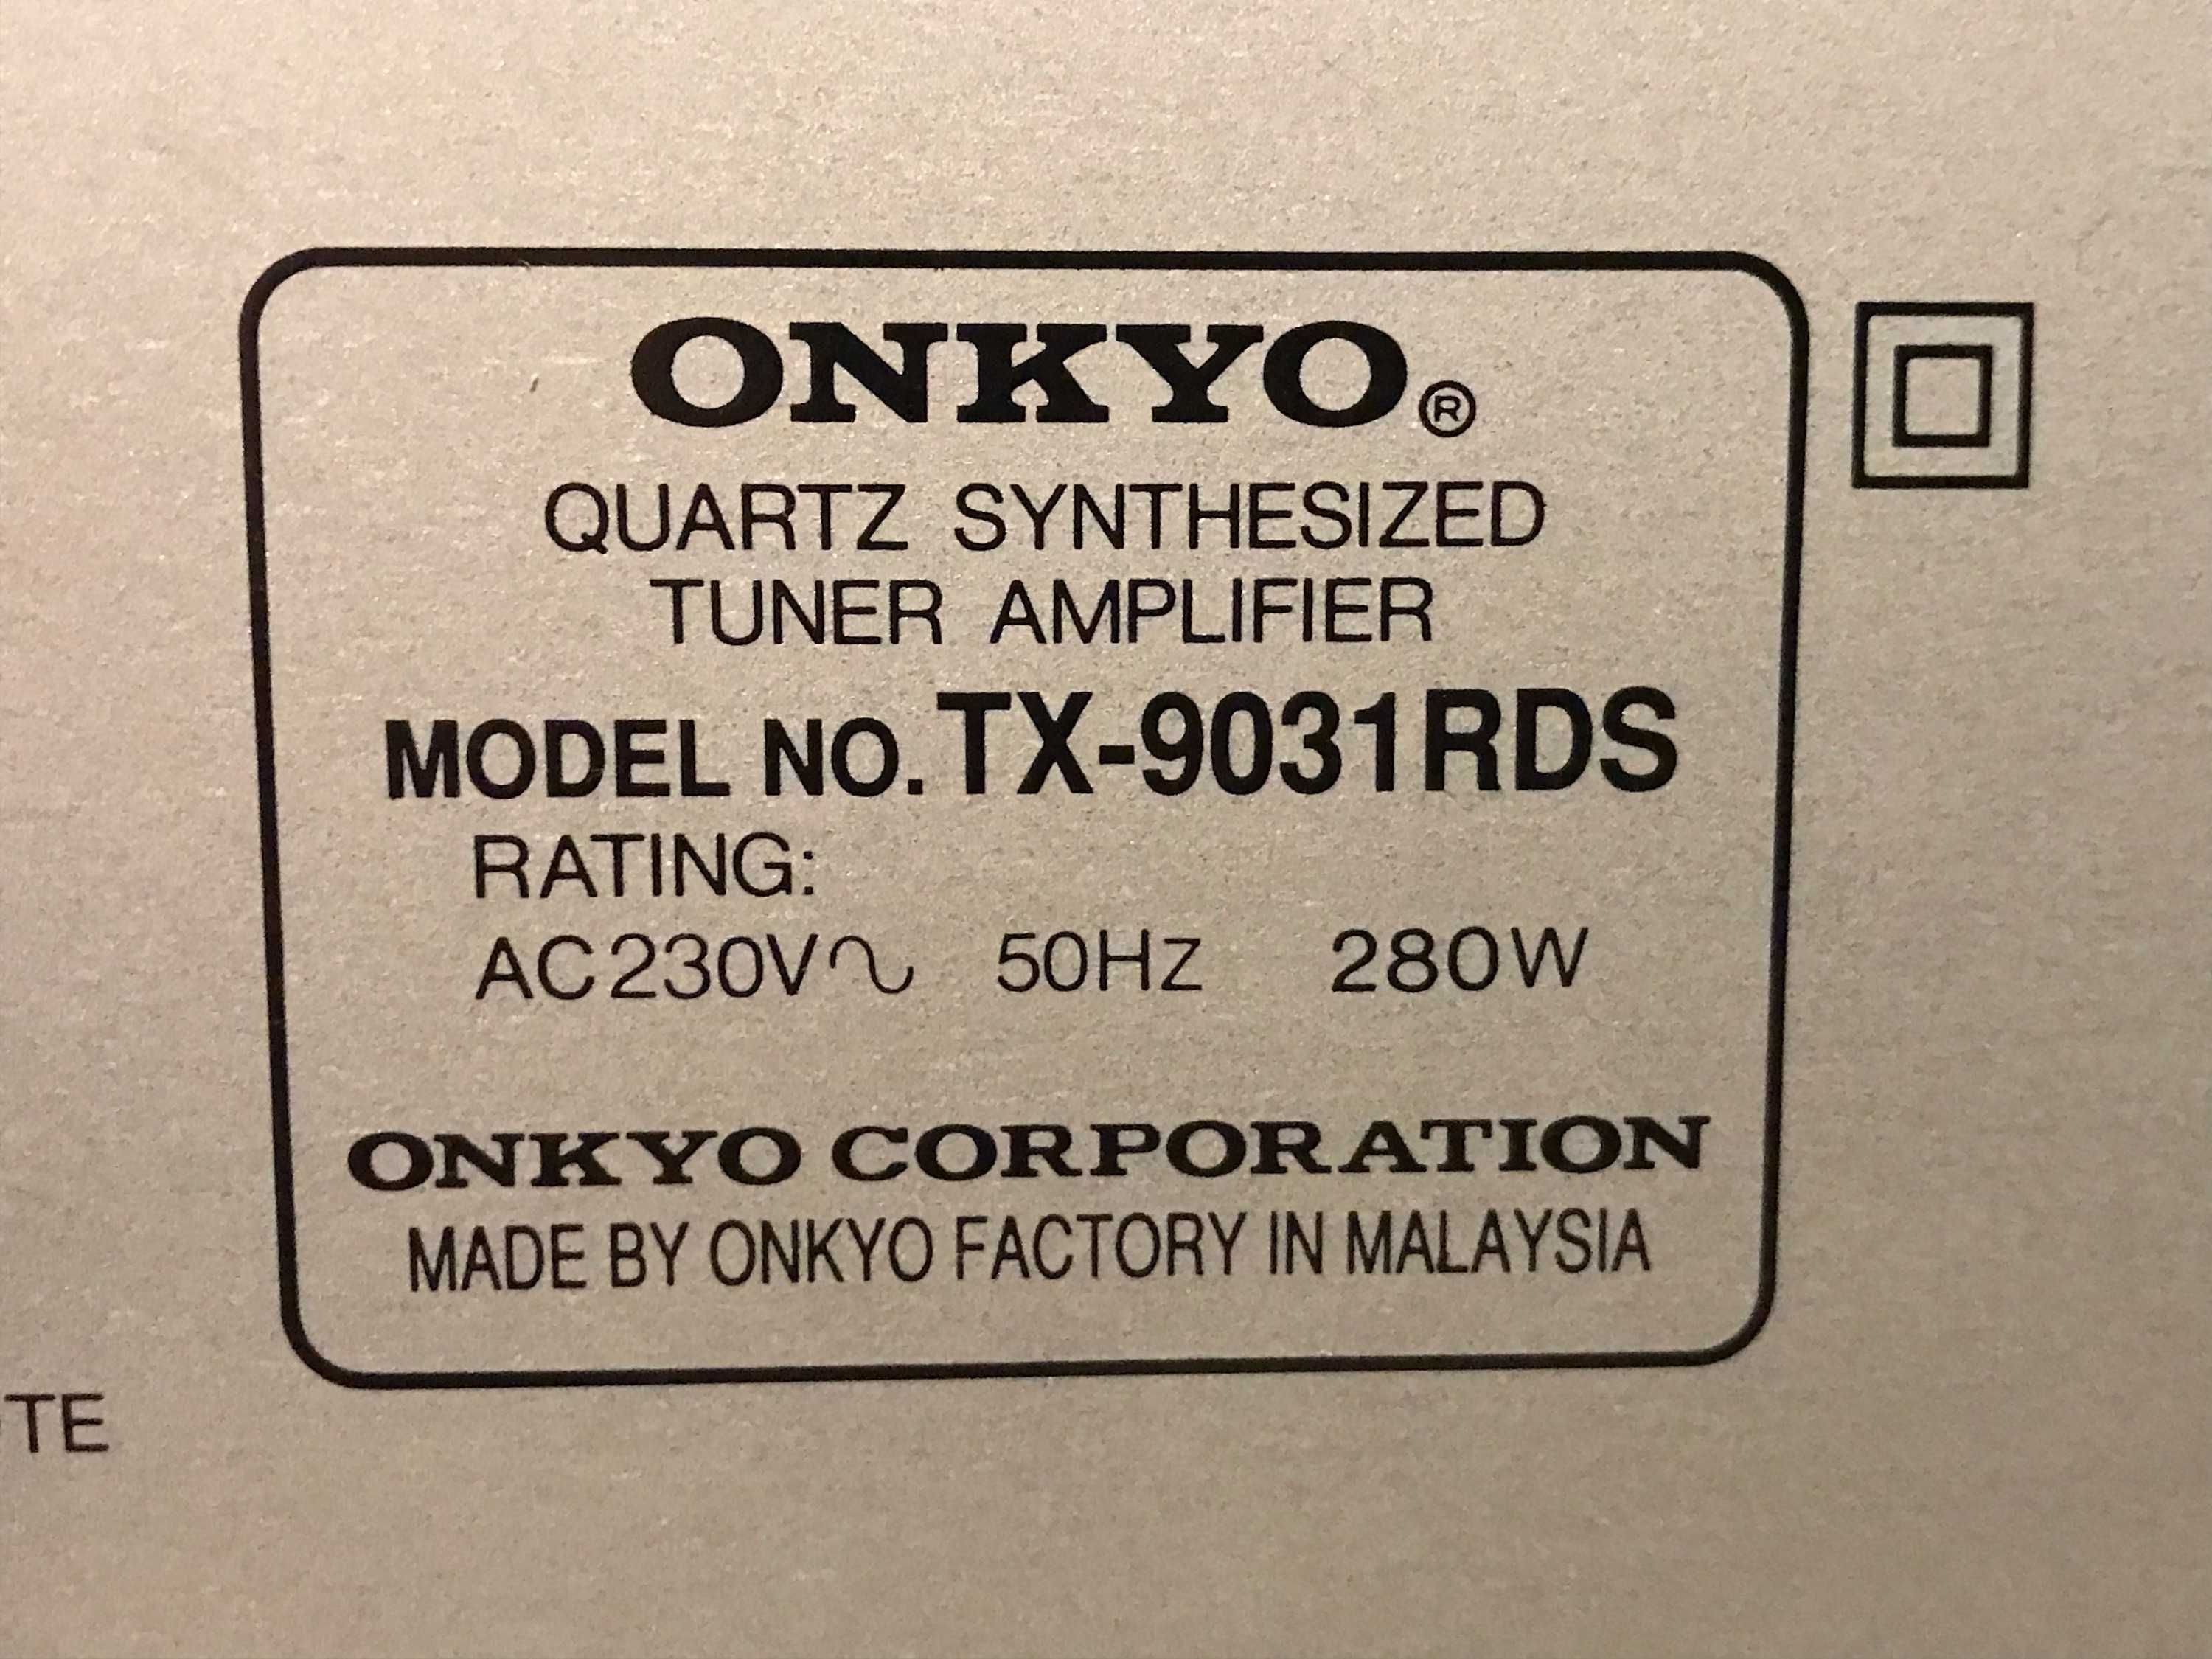 ONKYO®
QUARTZ SYNTHESIZED
TUNER AMPLIFIER
MODEL NO. TX-9031RDS
RATING:
AC230V∿ 50Hz 280W
ONKYO CORPORATION
MADE BY ONKYO FACTORY IN MALAYSIA
TE